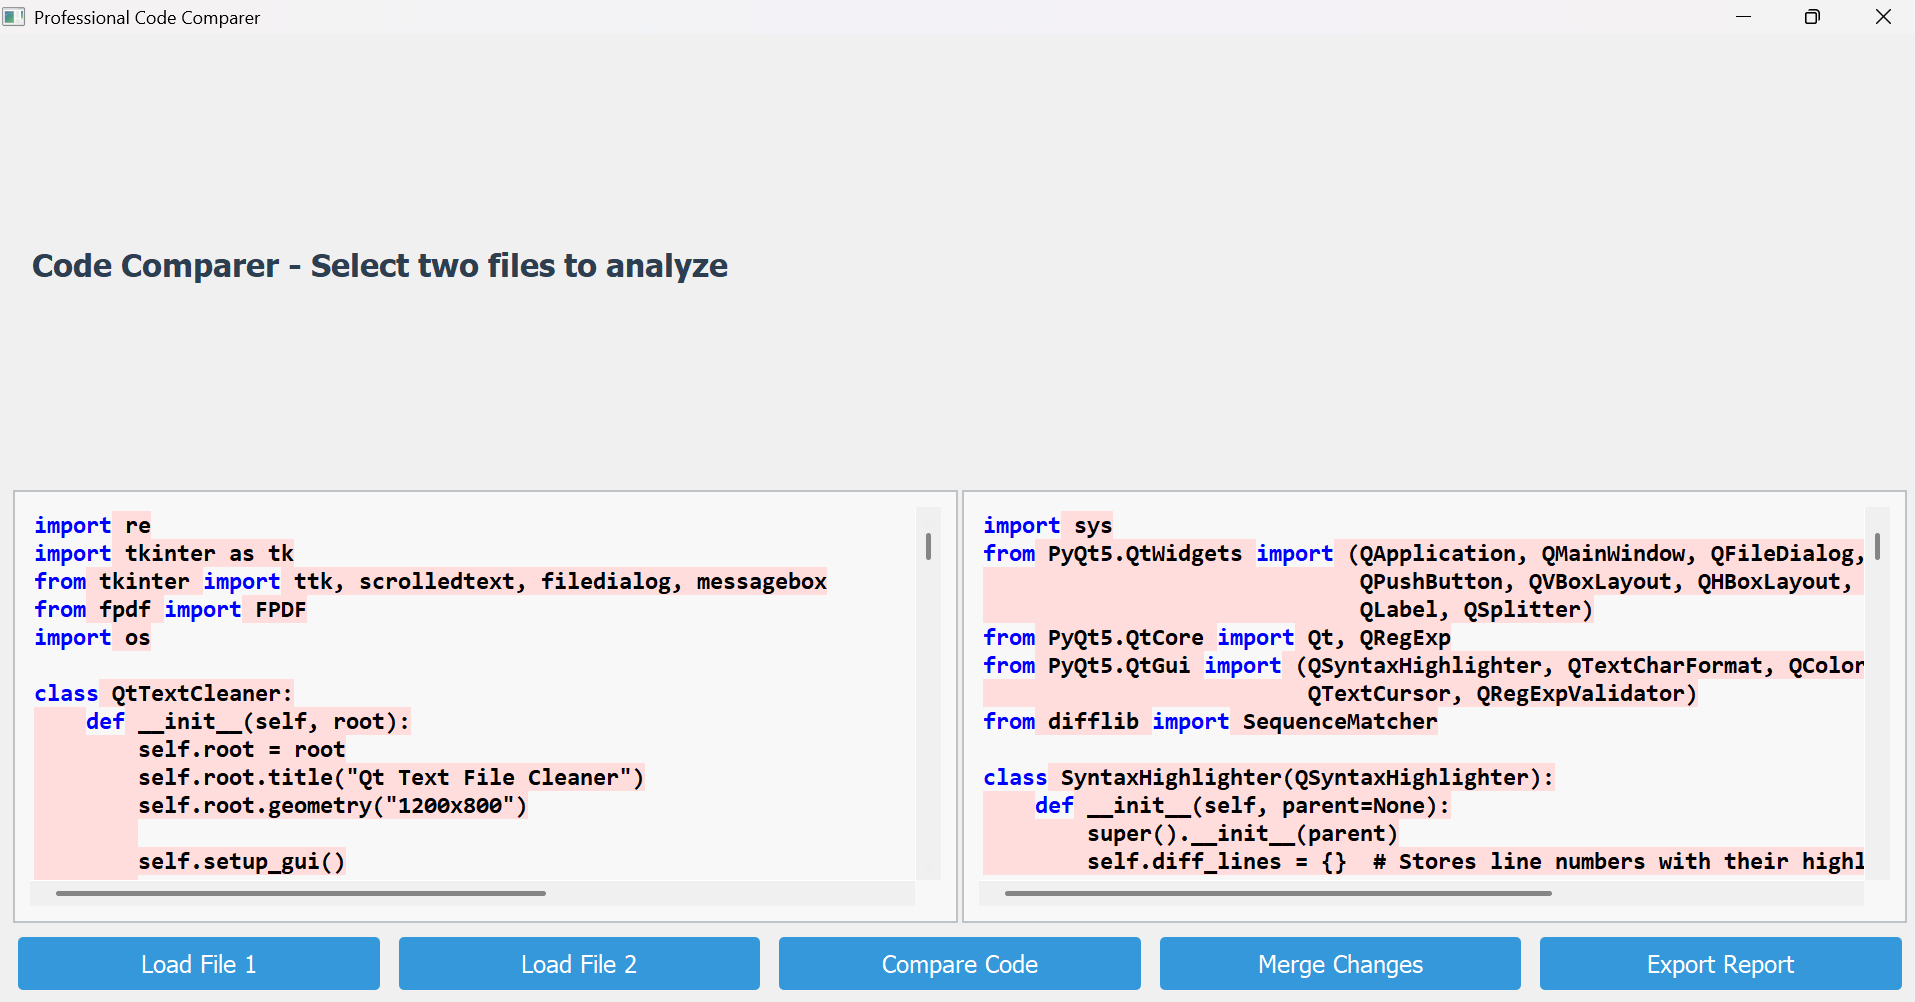 Professional Code Comparer
Code Comparer - Select two files to analyze
import re
import tkinter as tk
from tkinter import ttk, scrolledtext, filedialog, messagebox
from fpdf import FPDF
import os
class QtTextCleaner:
def __init__(self, root):
self.root = root
self.root.title("Qt Text File Cleaner")
self.root.geometry("1200x800")
self.setup_gui()
import sys
from PyQt5.QtWidgets import (QApplication, QMainWindow, QFileDialog,
QPushButton, QVBoxLayout, QHBoxLayout,
QLabel, QSplitter)
from PyQt5.QtCore import Qt, QRegExp
from PyQt5.QtGui import (QSyntaxHighlighter, QTextCharFormat, QColor
QTextCursor, QRegExpValidator)
from difflib import SequenceMatcher
class SyntaxHighlighter(QSyntaxHighlighter):
def __init__(self, parent=None):
super().__init__(parent)
self.diff_lines = {}  # Stores line numbers with their highl
Load File 1
Load File 2
Compare Code
Merge Changes
Export Report